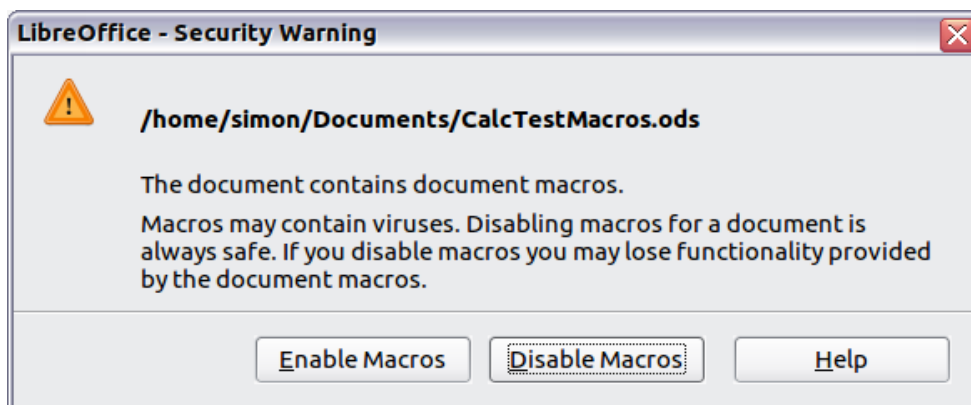 LibreOffice - Security Warning
/home/simon/Documents/CalcTestMacros.ods
The document contains document macros.
Macros may contain viruses. Disabling macros for a document is
always safe. If you disable macros you may lose functionality provided
by the document macros.
Enable Macros Disable Macros Help